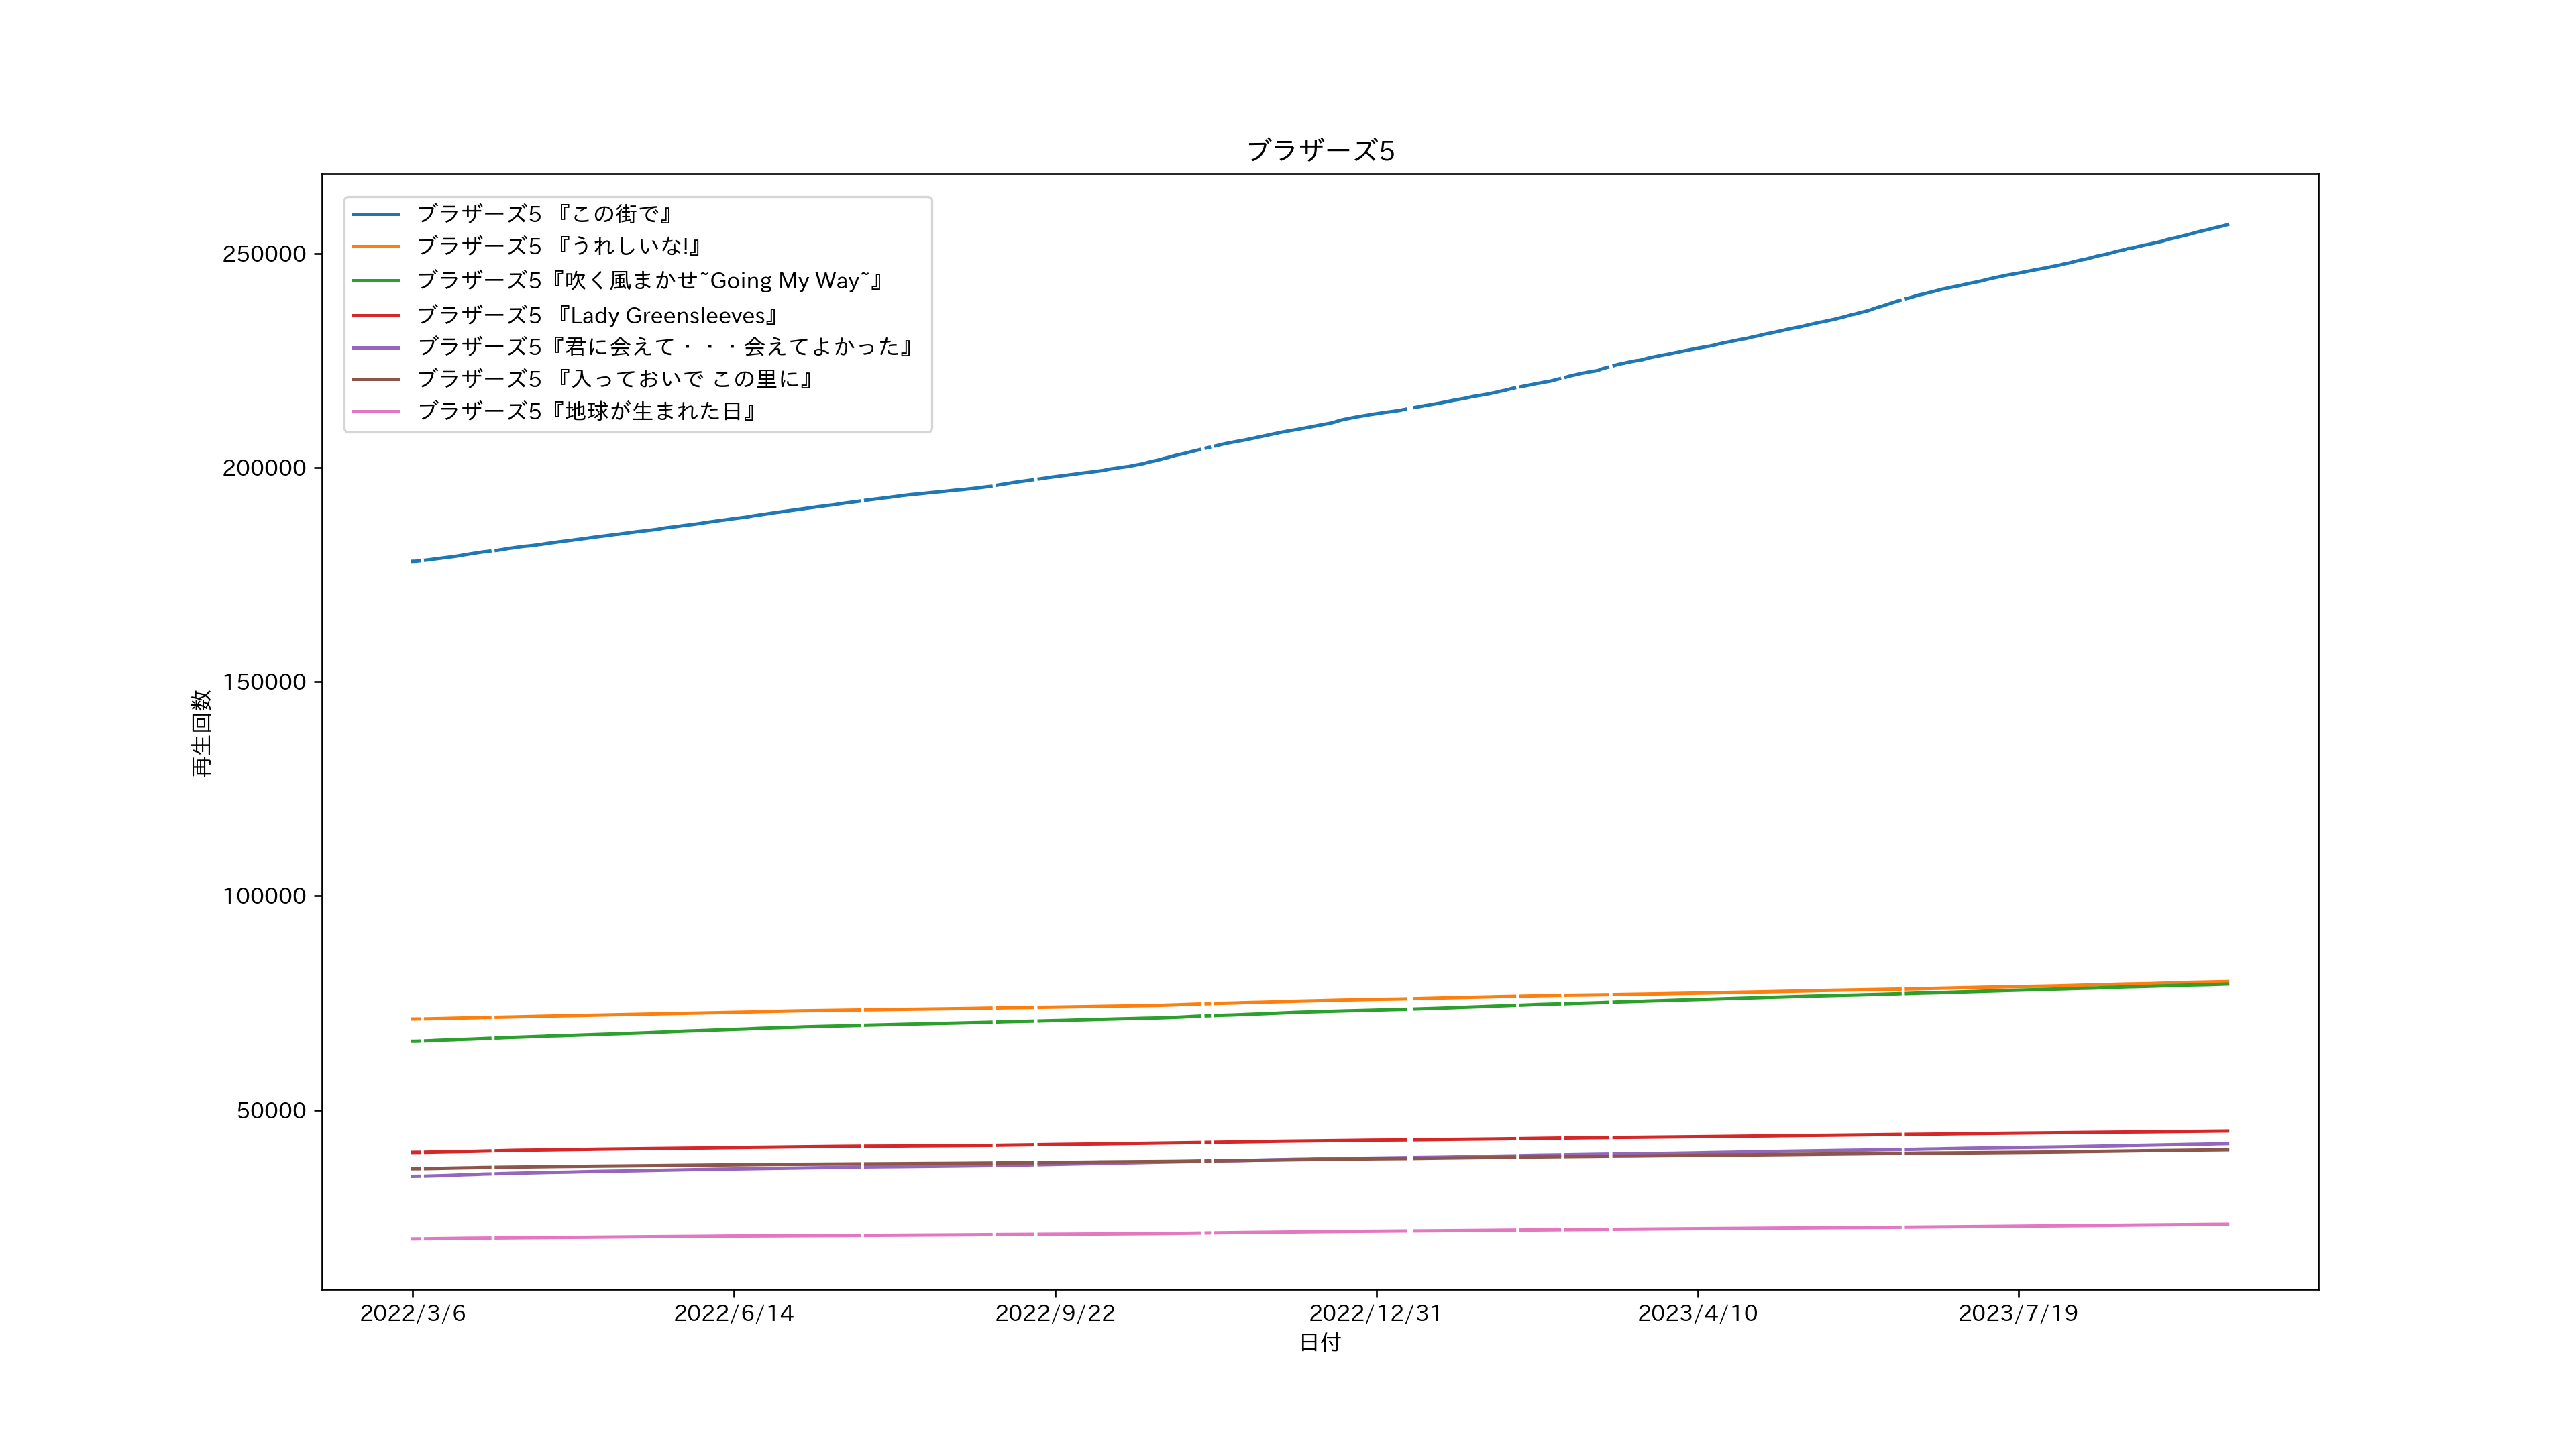 ブラザーズ5
ブラザーズ5 『この街で』
ブラザーズ5 『うれしいな!』
ブラザーズ5『吹く風まかせ~Going My Way~』
ブラザーズ5 『Lady Greensleeves』
ブラザーズ5『君に会えて・・・会えてよかった』
ブラザーズ5 『入っておいで この里に』
ブラザーズ5『地球が生まれた日』
250000
200000
150000
100000
50000
再生回数
2022/3/6
2022/6/14
2022/9/22
2022/12/31
2023/4/10
2023/7/19
日付